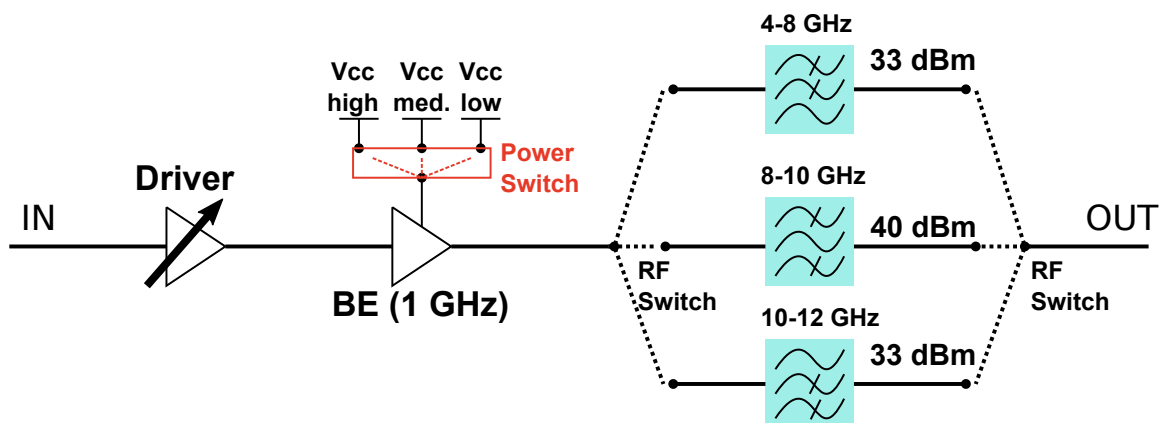 4-8 GHz
33 dBm
Vcc
high
Vcc
med.
Vcc
low
Power
Switch
Driver
IN
BE (1 GHz)
8-10 GHz
40 dBm
RF
Switch
OUT
RF
Switch
10-12 GHz
33 dBm